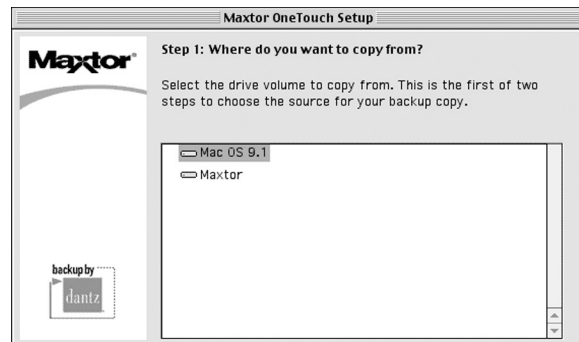 Maxtor OneTouch Setup
Maxtor
Step 1: Where do you want to copy from?
Select the drive volume to copy from. This is the first of two
steps to choose the source for your backup copy.
Mac OS 9.1
Maxtor
backup by
dantz